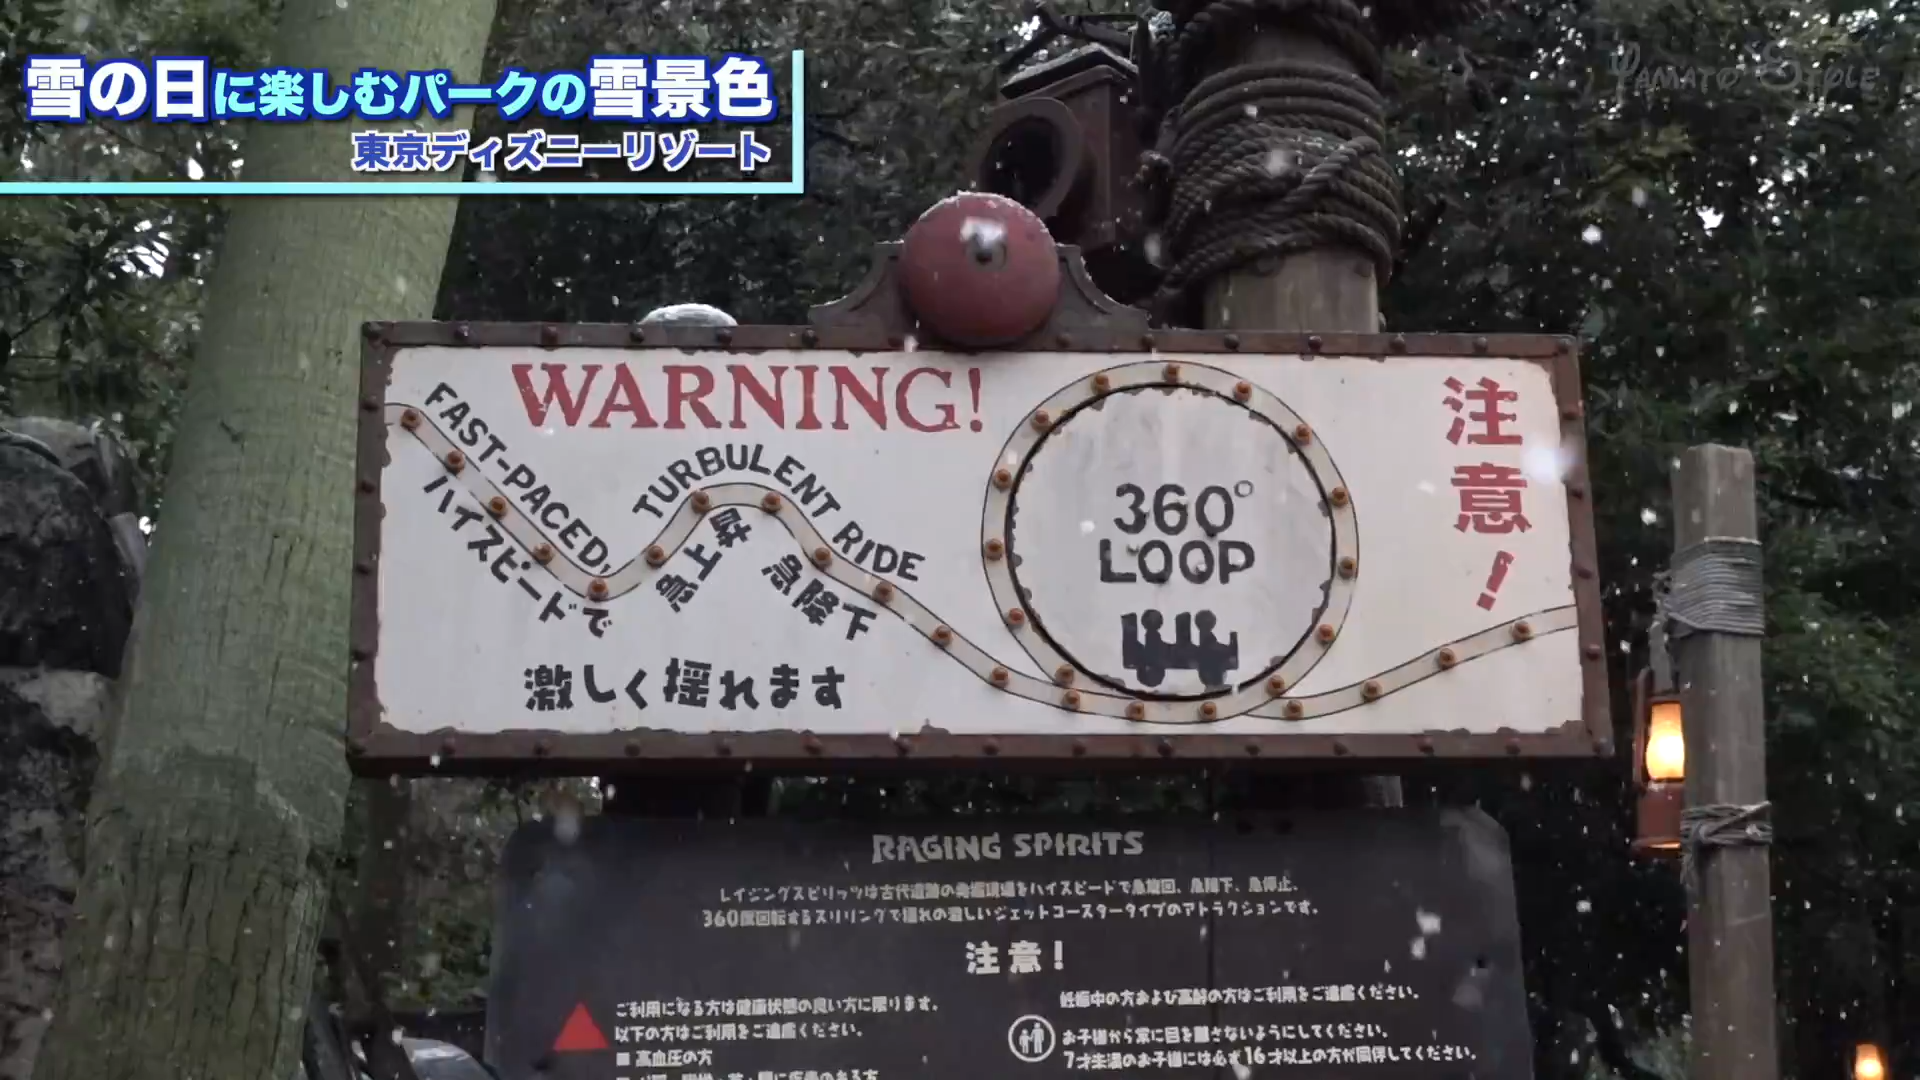 雪の日に楽しむパークの雪景色
東京ディズニーリゾート
YAMATO STOLE
WARNING!
FAST-PACED,
TURBULENT RIDE
ハイスピードで
急上昇
急降下
激しく揺れます
360°
LOOP
注意!
RAGING SPIRITS
レイジングスピリッツは古代遺跡の発掘現場をハイスピードで急旋回、急降下、急停止、
360度回転するスリリングで揺れの激しいジェットコースタータイプのアトラクションです。
注意!
ご利用になる方は健康状態の良い方に限ります。
以下の方はご利用をご遠慮ください。
■ 高血圧の方
妊娠中の方および高齢の方はご利用をご遠慮ください。
お子様から常に目を離さないようにしてください。
7才未満のお子様には必ず16才以上の方が同伴してください。